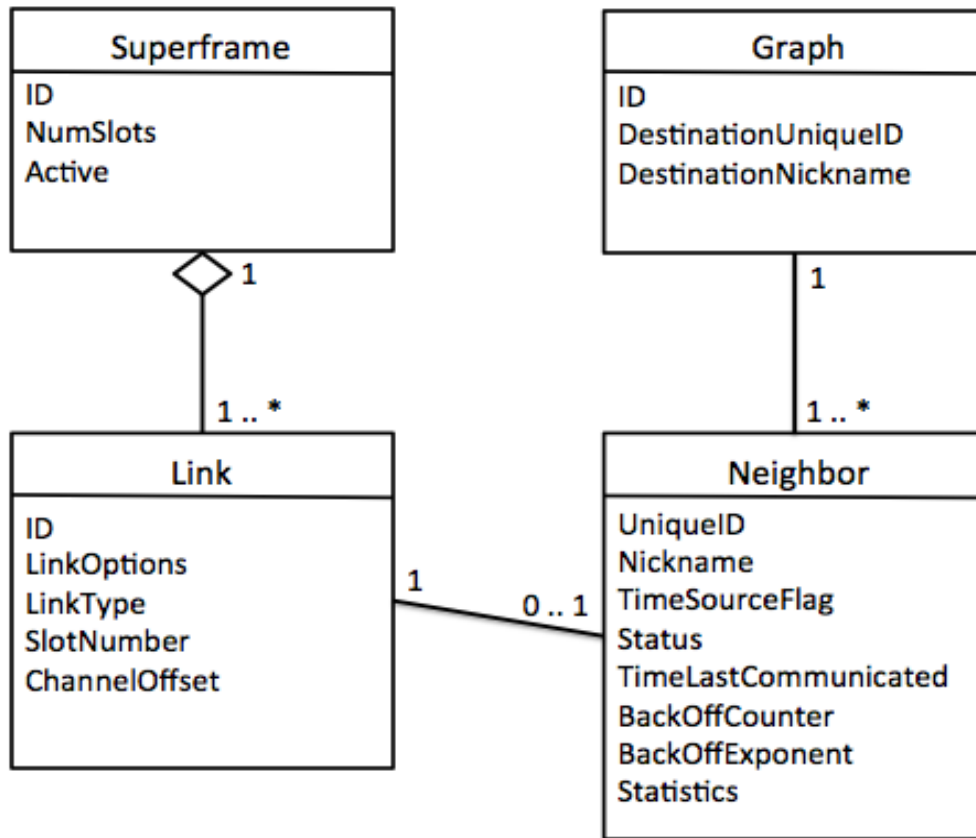 Superframe
ID
NumSlots
Active
Graph
ID
DestinationUniqueID
DestinationNickname
1
1 .. *
1
1 .. *
Link
ID
LinkOptions
LinkType
SlotNumber
ChannelOffset
1
0 .. 1
Neighbor
UniqueID
Nickname
TimeSourceFlag
Status
TimeLastCommunicated
BackOffCounter
BackOffExponent
Statistics